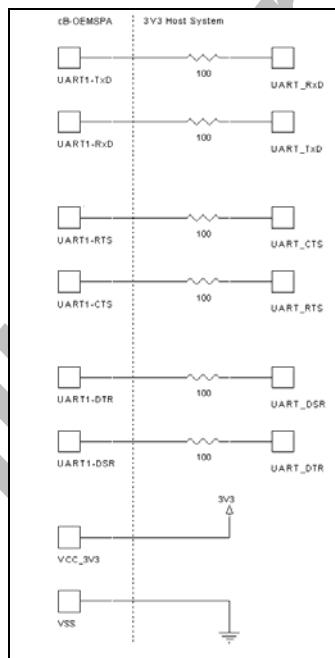 cB-OEMSPA 3V3 Host System
UART1-TxD 100 UART_RxD
UART1-RxD 100 UART_TxD
UART1-RTS 100 UART_CTS
UART1-CTS 100 UART_RTS
UART1-DTR 100 UART_DSR
UART1-DSR 100 UART_DTR
3V3
VCC_3V3
VSS